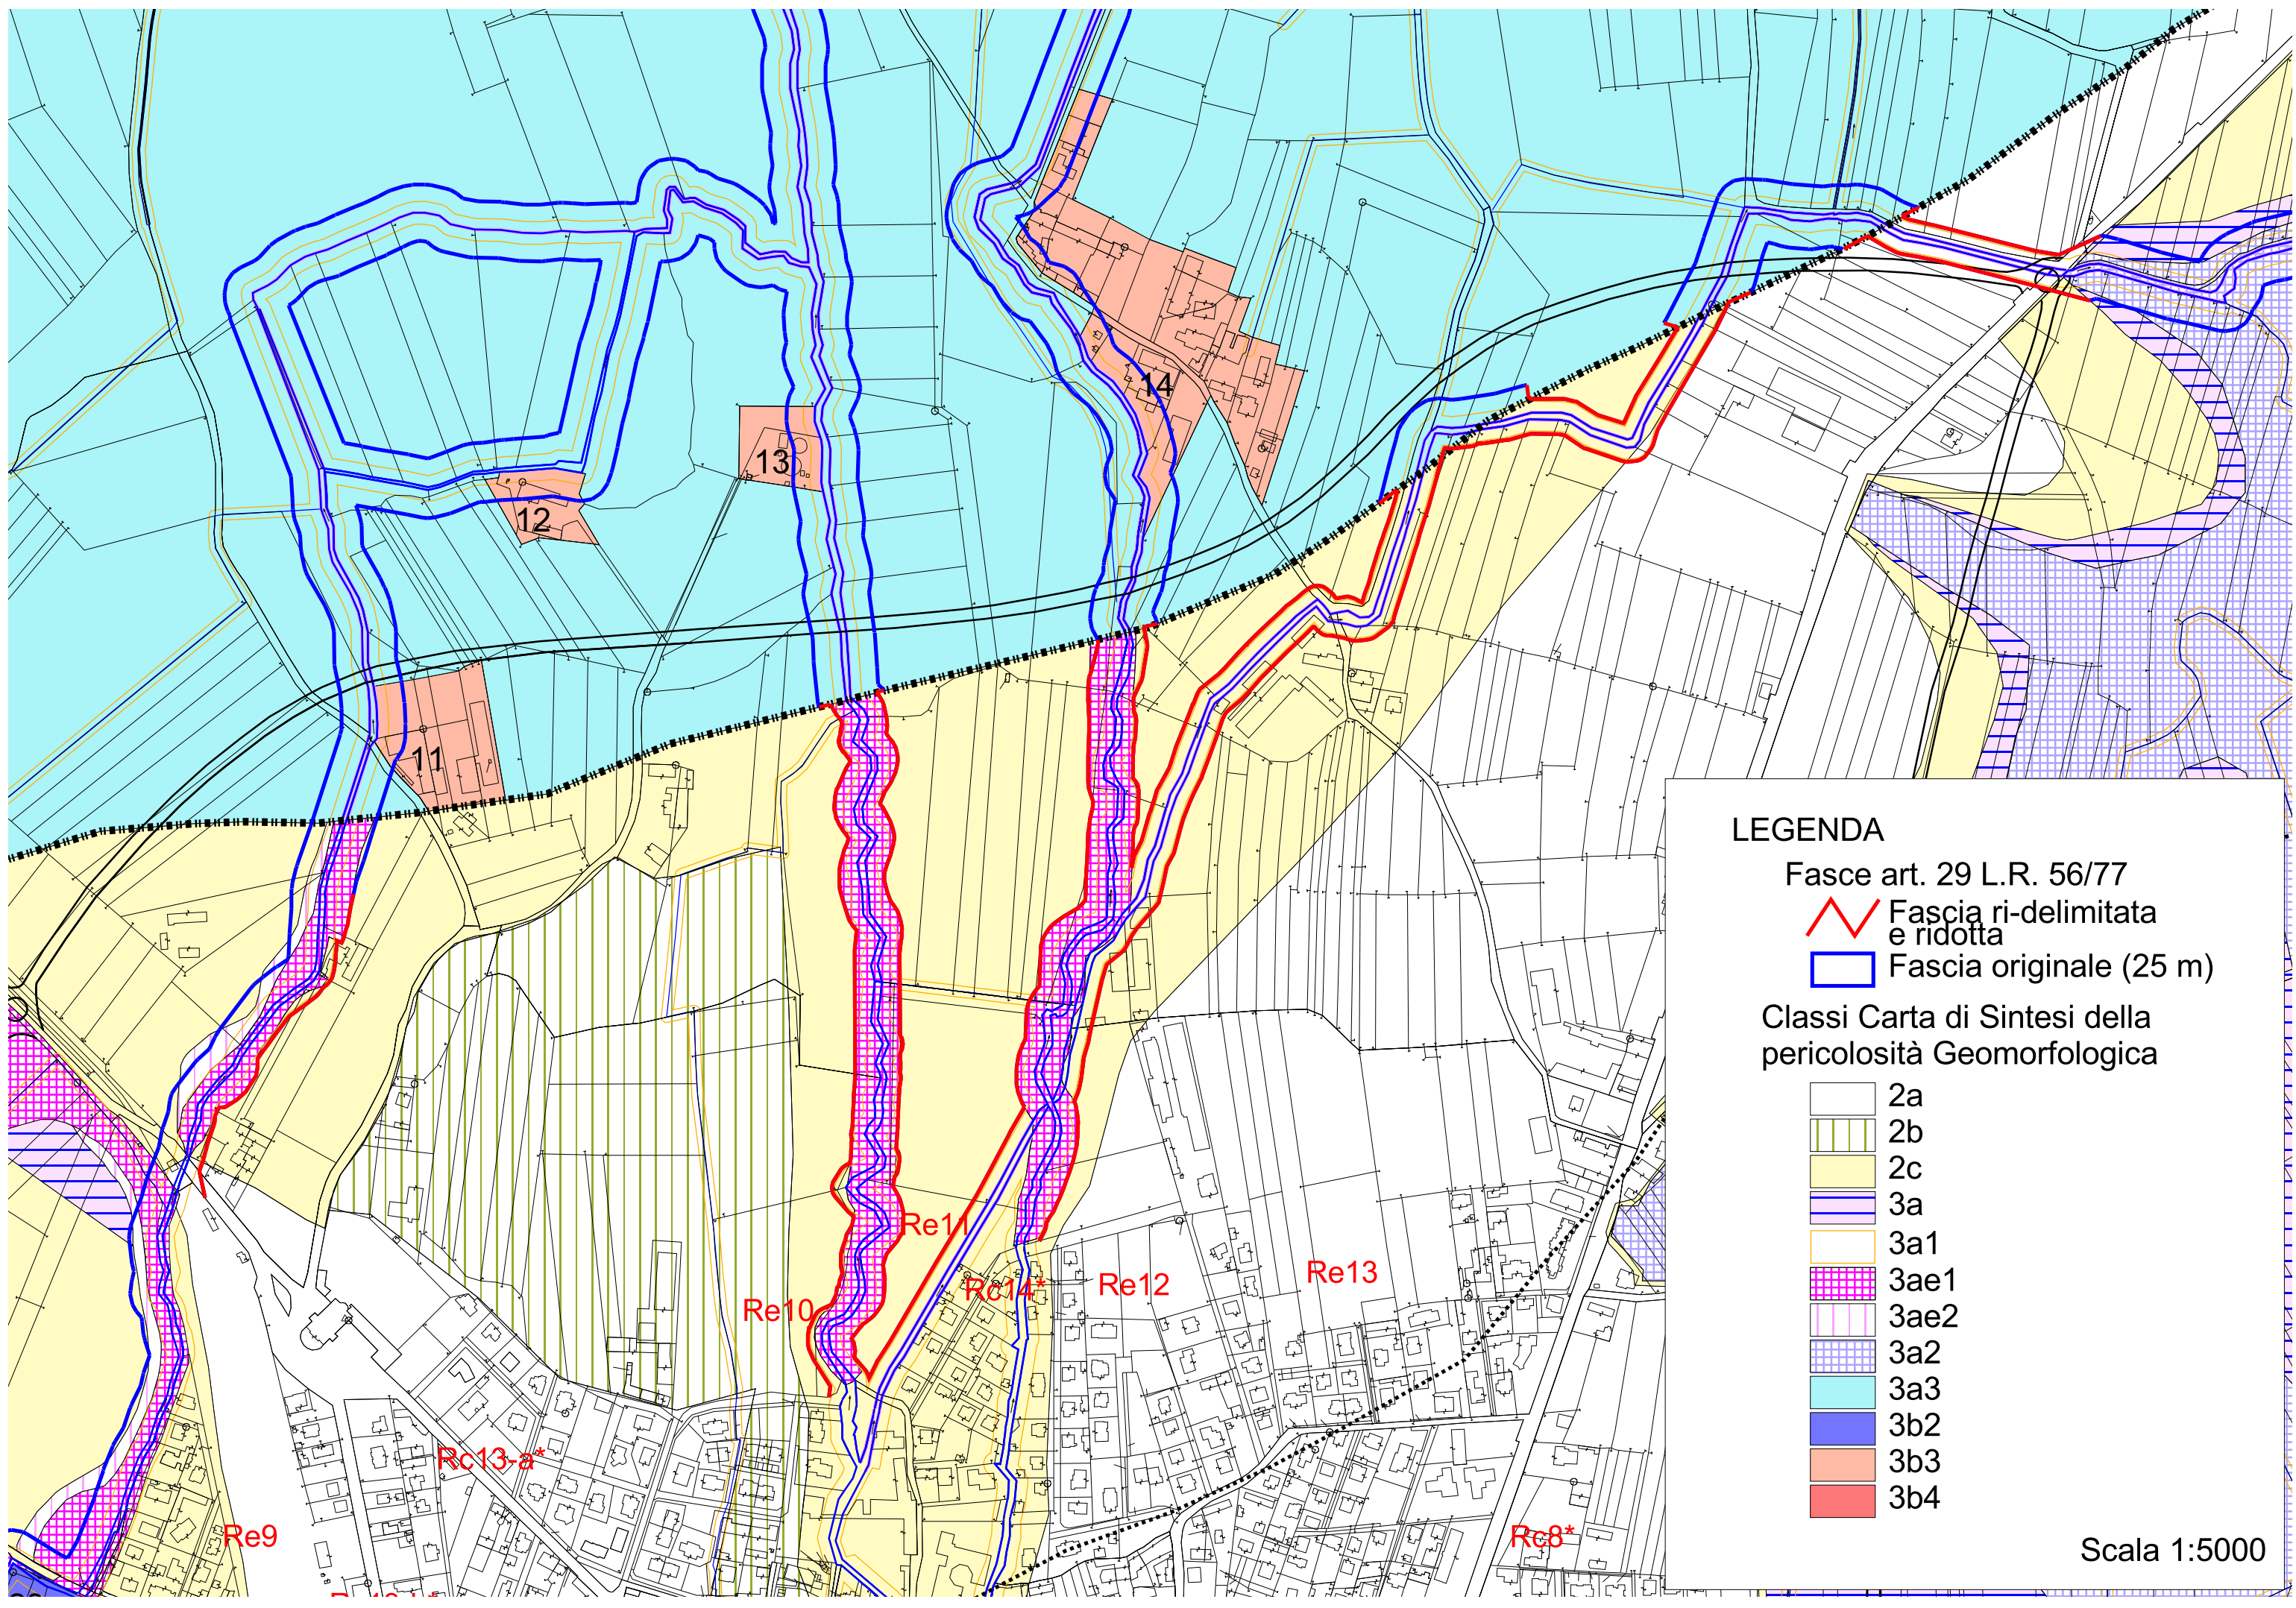 14
13
12
11
LEGENDA
Fasce art. 29 L.R. 56/77
Fascia ri-delimitata
e ridotta
Fascia originale (25 m)
Classi Carta di Sintesi della
pericolosità Geomorfologica
2a
2b
2c
3a
3a1
3ae1
3ae2
3a2
3a3
3b2
3b3
3b4
Scala 1:5000
Re11
Re13
Re12
Rc14*
Re10
Rc13-a*
Re9
Rc8*